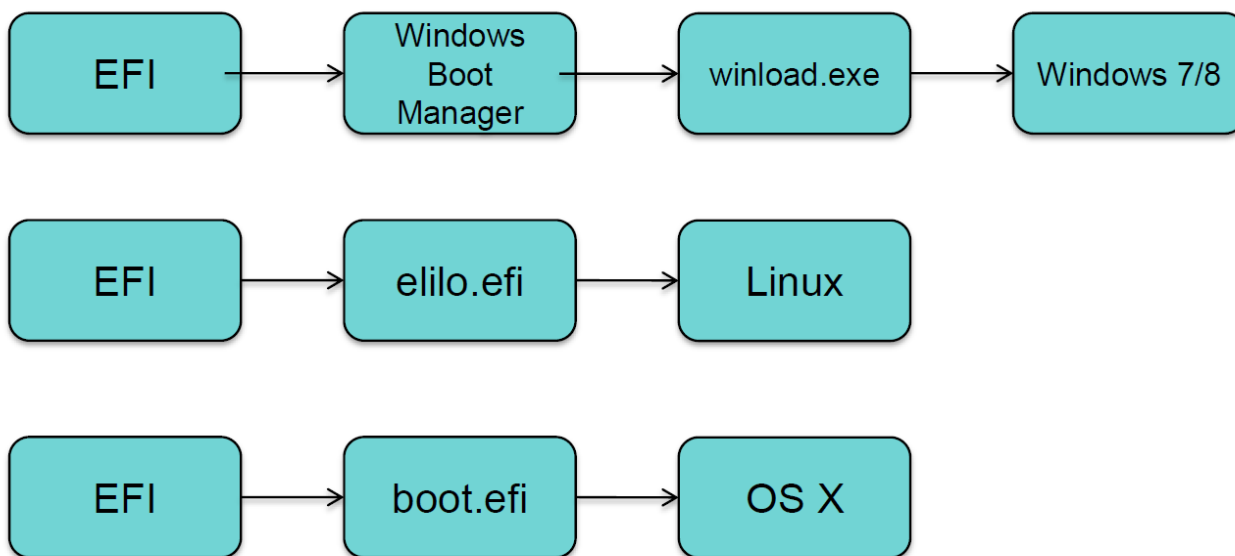 EFI
Windows
Boot
Manager
winload.exe
Windows 7/8
EFI
elilo.efi
Linux
EFI
boot.efi
OS X